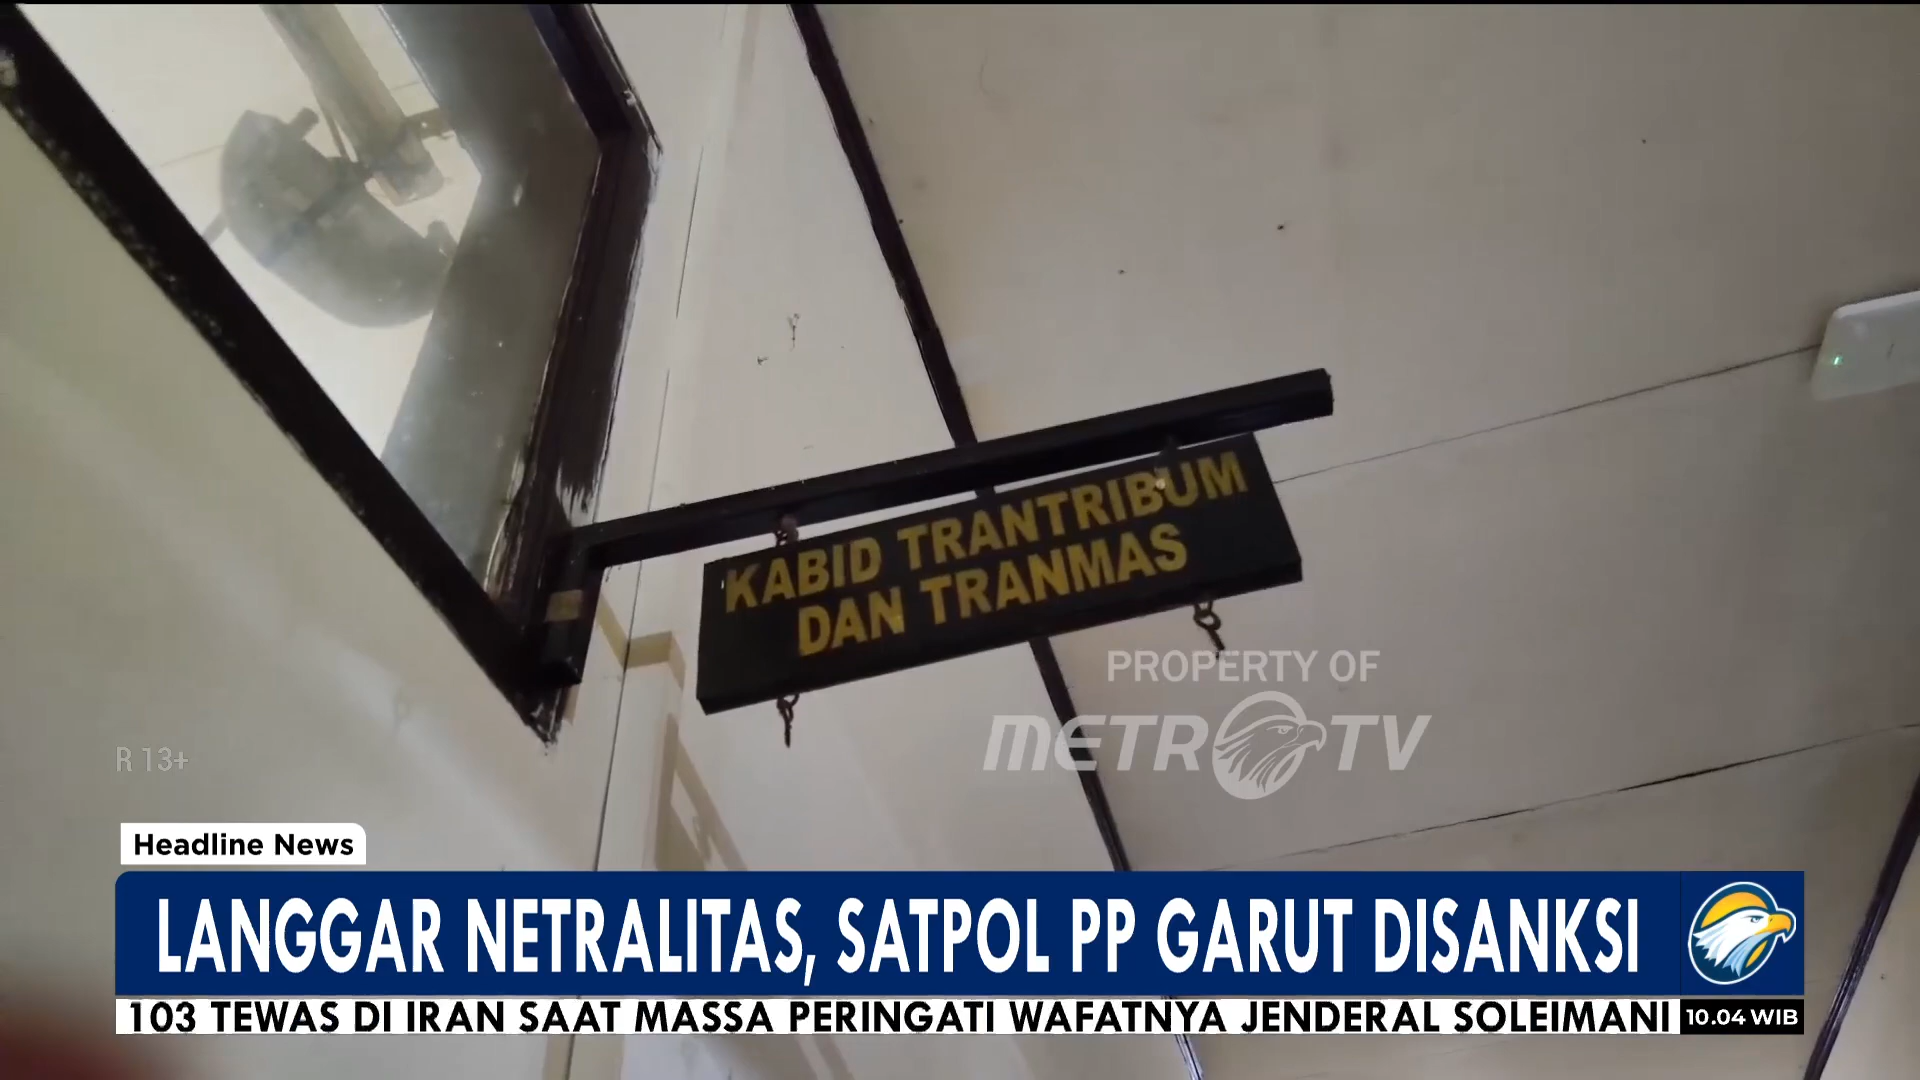 KABID TRANTRIBUM
DAN TRANMAS
PROPERTY OF
METRO TV
R 13+
Headline News
LANGGAR NETRALITAS, SATPOL PP GARUT DISANKSI
103 TEWAS DI IRAN SAAT MASSA PERINGATI WAFATNYA JENDERAL SOLEIMANI
10.04 WIB